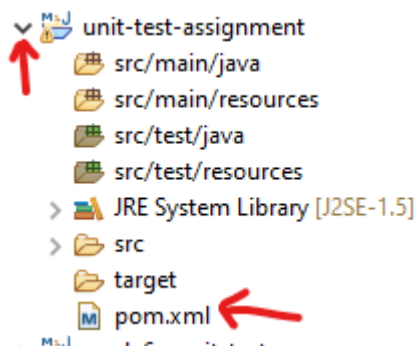 unit-test-assignment
src/main/java
src/main/resources
src/test/java
src/test/resources
JRE System Library [J2SE-1.5]
src
target
pom.xml